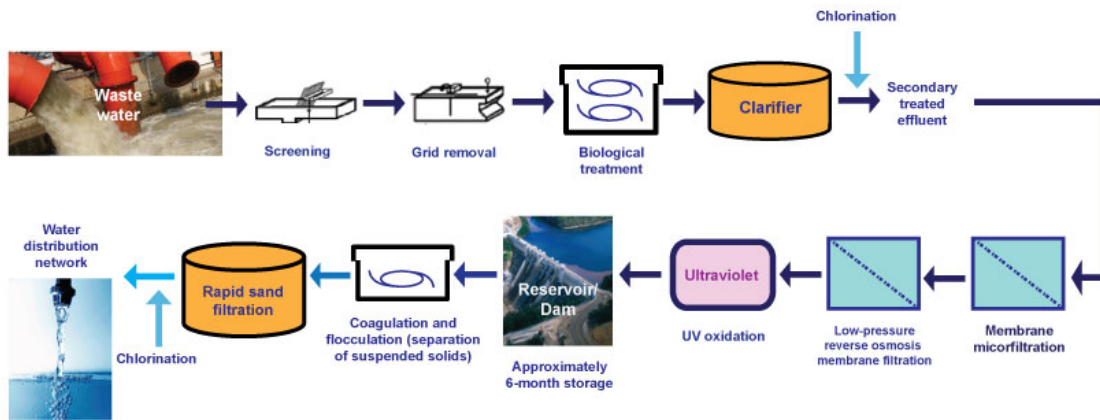 Chlorination
Waste
water
Clarifier
Secondary
treated
effluent
Screening
Grid removal
Biological
treatment
Water
distribution
network
Rapid sand
filtration
Chlorination
Coagulation and
flocculation (separation
of suspended solids)
Reservoir/
Dam
Approximately
6-month storage
Ultraviolet
UV oxidation
Low-pressure
reverse osmosis
membrane filtration
Membrane
micorfiltration